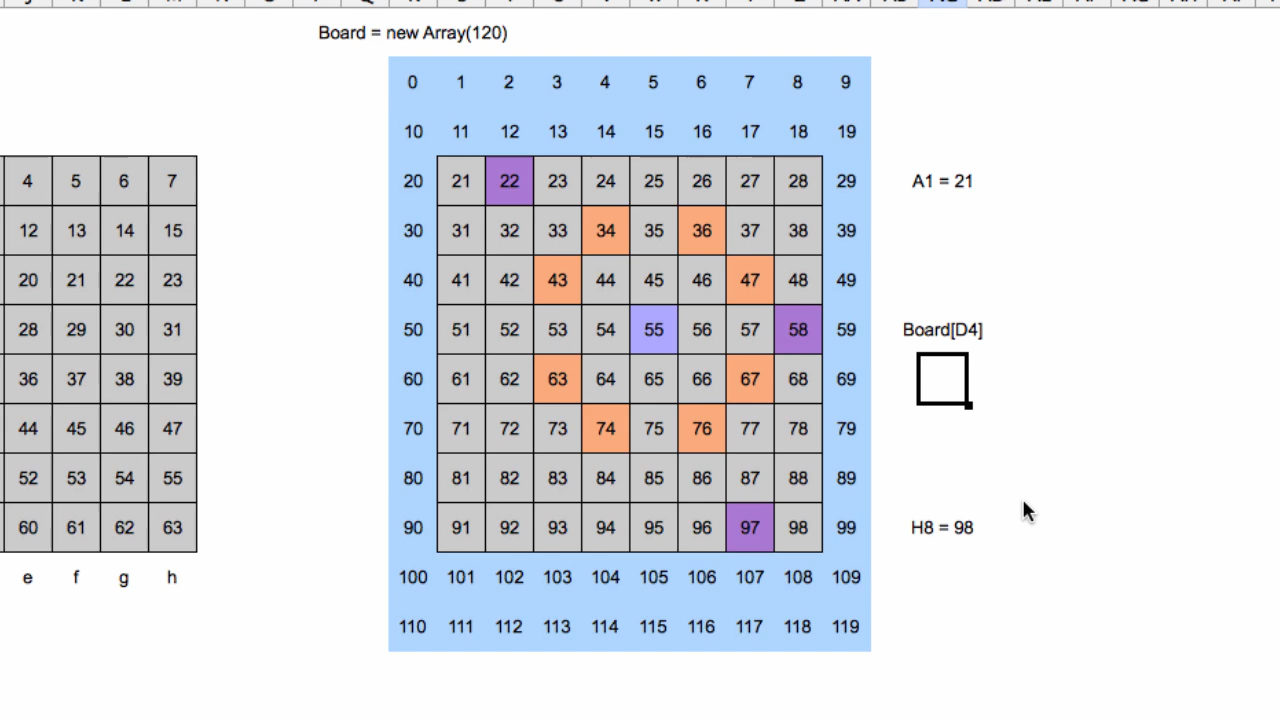 Board = new Array(120)
0 1 2 3 4 5 6 7 8 9
10 11 12 13 14 15 16 17 18 19
4 5 6 7 20 21 22 23 24 25 26 27 28 29 A1 = 21
12 13 14 15 30 31 32 33 34 35 36 37 38 39
20 21 22 23 40 41 42 43 44 45 46 47 48 49
28 29 30 31 50 51 52 53 54 55 56 57 58 59 Board[D4]
36 37 38 39 60 61 62 63 64 65 66 67 68 69
44 45 46 47 70 71 72 73 74 75 76 77 78 79
52 53 54 55 80 81 82 83 84 85 86 87 88 89
60 61 62 63 90 91 92 93 94 95 96 97 98 99 H8 = 98
e f g h 100 101 102 103 104 105 106 107 108 109
110 111 112 113 114 115 116 117 118 119